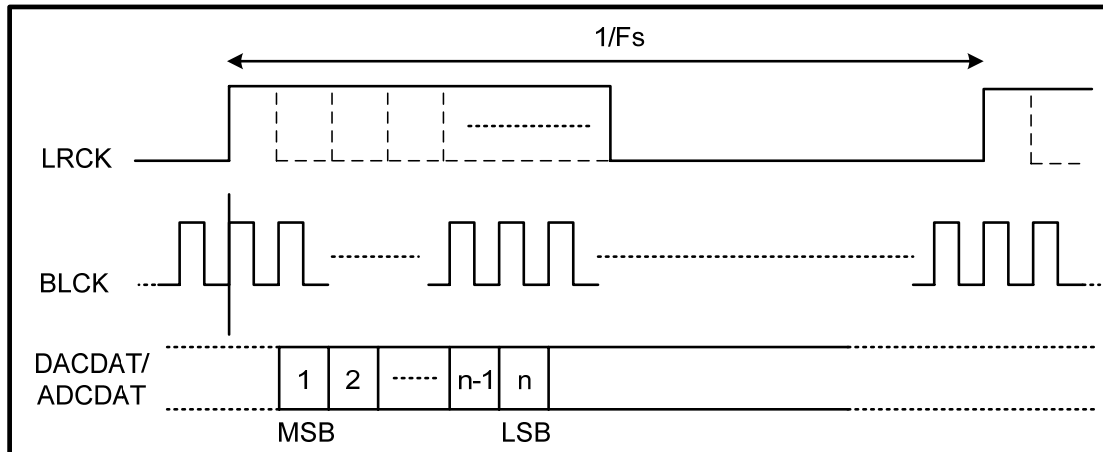 1/Fs
LRCK
BLCK
DACDAT/
ADCDAT
1 2 n-1 n
MSB LSB